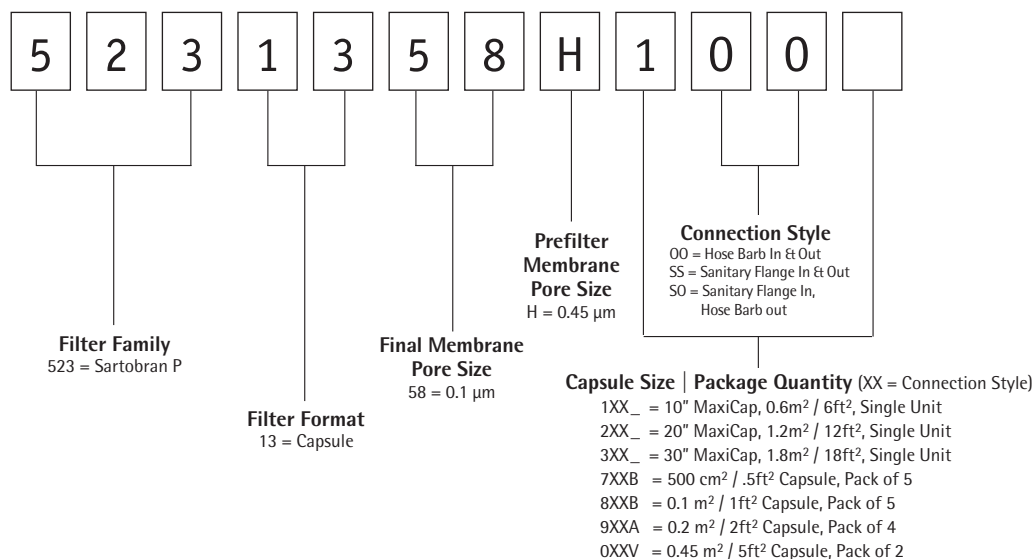 5 2 3 1 3 5 8 H 1 0 0
Filter Family
523 = Sartobran P
Filter Format
13 = Capsule
Final Membrane
Pore Size
58 = 0.1 µm
Prefilter
Membrane
Pore Size
H = 0.45 µm
Connection Style
OO = Hose Barb In & Out
SS = Sanitary Flange In & Out
SO = Sanitary Flange In,
Hose Barb out
Capsule Size | Package Quantity (XX = Connection Style)
1XX_ = 10" MaxiCap, 0.6m² / 6ft², Single Unit
2XX_ = 20" MaxiCap, 1.2m² / 12ft², Single Unit
3XX_ = 30" MaxiCap, 1.8m² / 18ft², Single Unit
7XXB = 500 cm² / .5ft² Capsule, Pack of 5
8XXB = 0.1 m² / 1ft² Capsule, Pack of 5
9XXA = 0.2 m² / 2ft² Capsule, Pack of 4
0XXV = 0.45 m² / 5ft² Capsule, Pack of 2